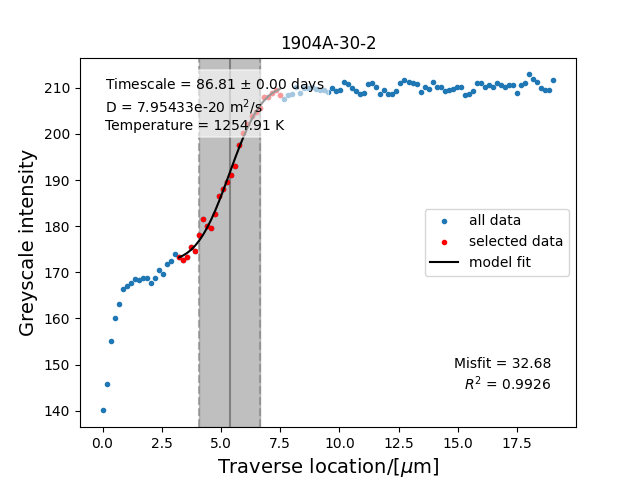 1904A-30-2
Timescale = 86.81 ± 0.00 days
D = 7.95433e-20 m²/s
Temperature = 1254.91 K
210
200
190
180
170
160
150
140
Greyscale intensity
all data
selected data
model fit
Misfit = 32.68
R² = 0.9926
0.0 2.5 5.0 7.5 10.0 12.5 15.0 17.5
Traverse location/[μm]